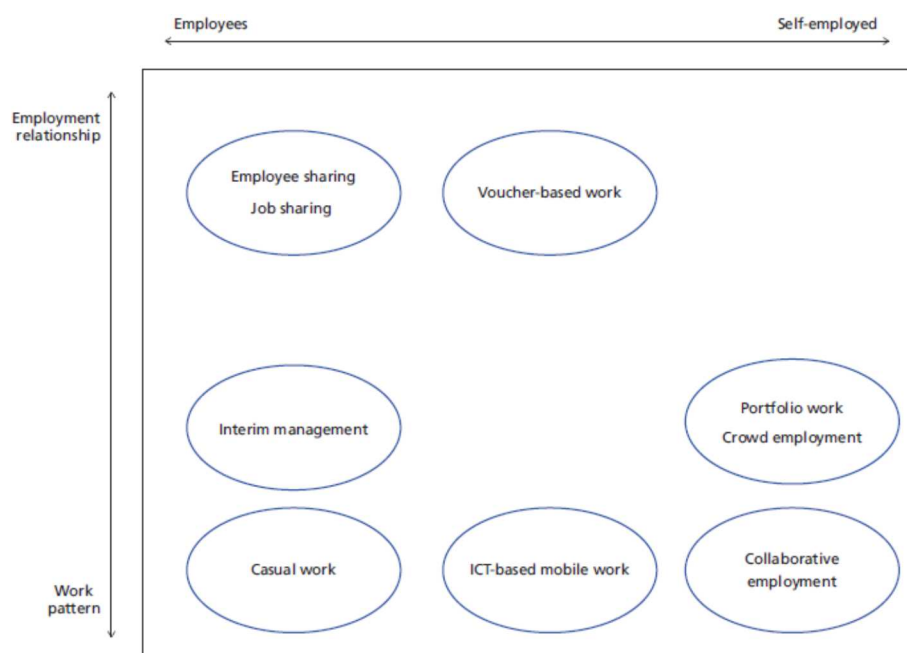 Employees
Self-employed
Employment
relationship
Employee sharing
Job sharing
Voucher-based work
Interim management
Portfolio work
Crowd employment
Casual work
ICT-based mobile work
Collaborative
employment
Work
pattern